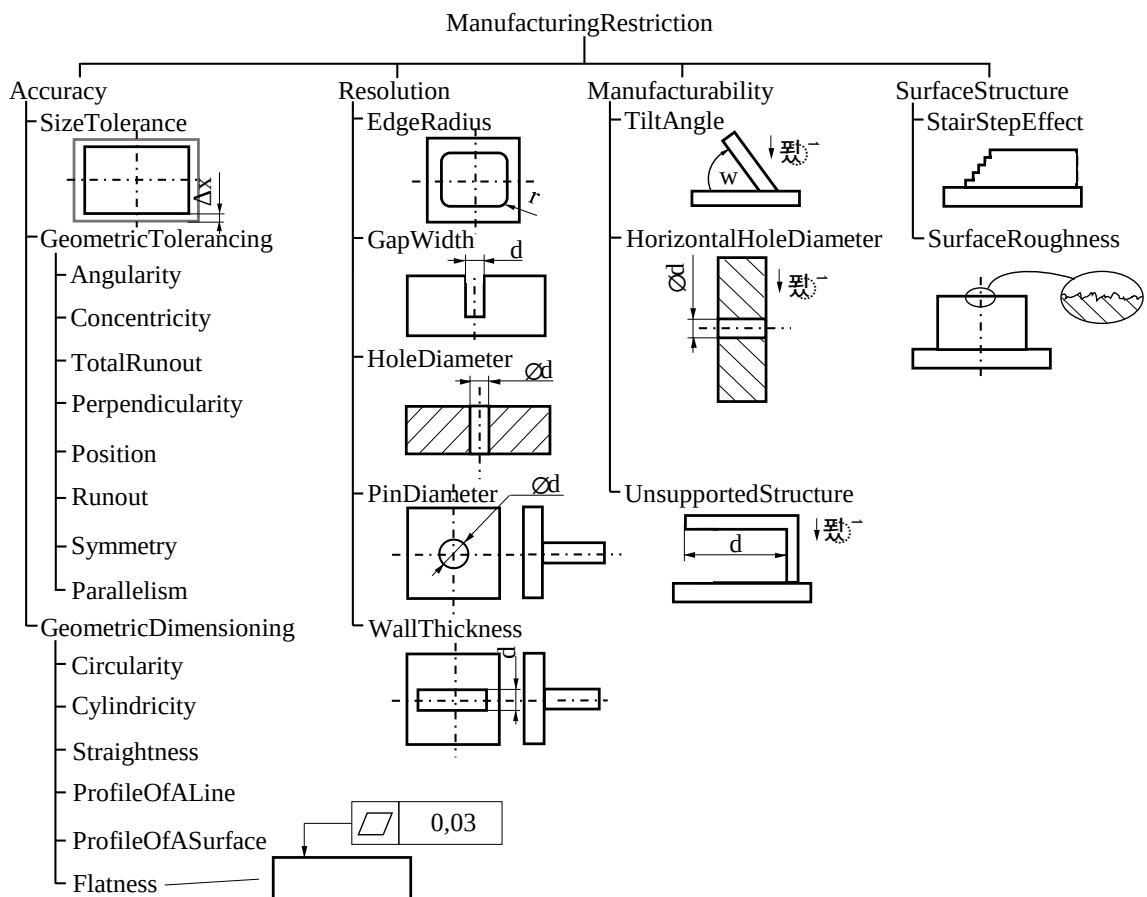 ManufacturingRestriction
Accuracy
SizeTolerance
Δx
GeometricTolerancing
Angularity
Concentricity
TotalRunout
Perpendicularity
Position
Runout
Symmetry
Parallelism
GeometricDimensioning
Circularity
Cylindricity
Straightness
ProfileOfALine
ProfileOfASurface
Flatness
0,03
Resolution
EdgeRadius
r
GapWidth
d
HoleDiameter
Ød
PinDiameter
Ød
WallThickness
d
Manufacturability
TiltAngle
w
HorizontalHoleDiameter
Ød
UnsupportedStructure
d
SurfaceStructure
StairStepEffect
SurfaceRoughness